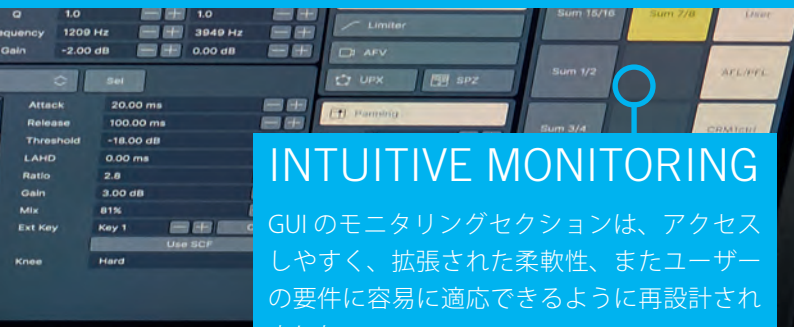 Q 1.0 1.0
equency 1209 Hz 3949 Hz
Gain -2.00 dB 0.00 dB
Sel
Attack 20.00 ms
Release 100.00 ms
Threshold -18.00 dB
LAHD 0.00 ms
Ratio 2.8
Gain 3.00 dB
Mix 81%
Ext Key Key 1
Use SCF
Knee Hard
Limiter
AFV
UPX SPZ
Panning
Sum 15/16 Sum 7/8 User
Sum 1/2 AFL/PFL
Sum 3/4
INTUITIVE MONITORING
GUI のモニタリングセクションは、アクセス
しやすく、拡張された柔軟性、またユーザー
の要件に容易に適応できるように再設計され